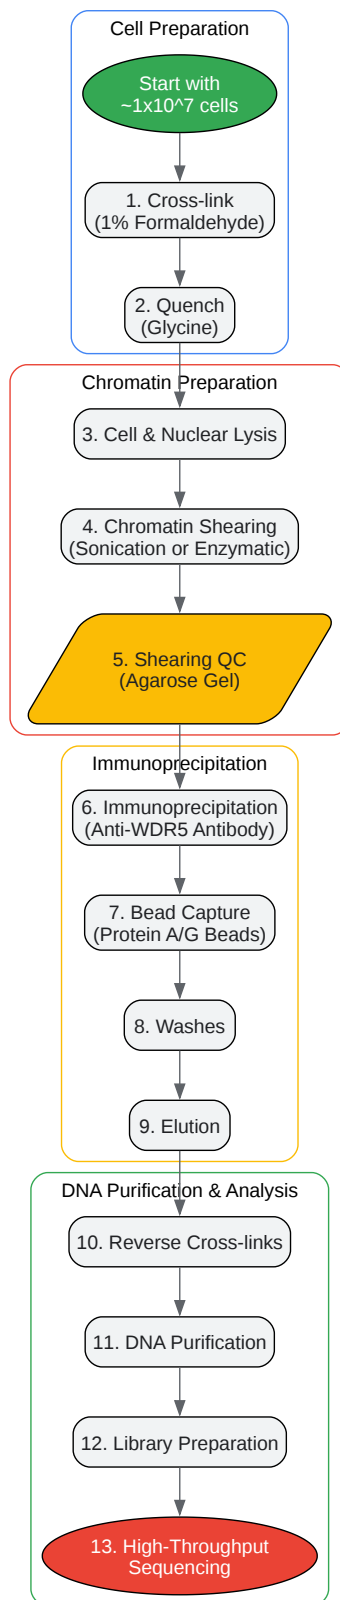 Cell Preparation
Start with
~1x10^7 cells
1. Cross-link
(1% Formaldehyde)
2. Quench
(Glycine)
Chromatin Preparation
3. Cell & Nuclear Lysis
4. Chromatin Shearing
(Sonication or Enzymatic)
5. Shearing QC
(Agarose Gel)
Immunoprecipitation
6. Immunoprecipitation
(Anti-WDR5 Antibody)
7. Bead Capture
(Protein A/G Beads)
8. Washes
9. Elution
DNA Purification & Analysis
10. Reverse Cross-links
11. DNA Purification
12. Library Preparation
13. High-Throughput
Sequencing